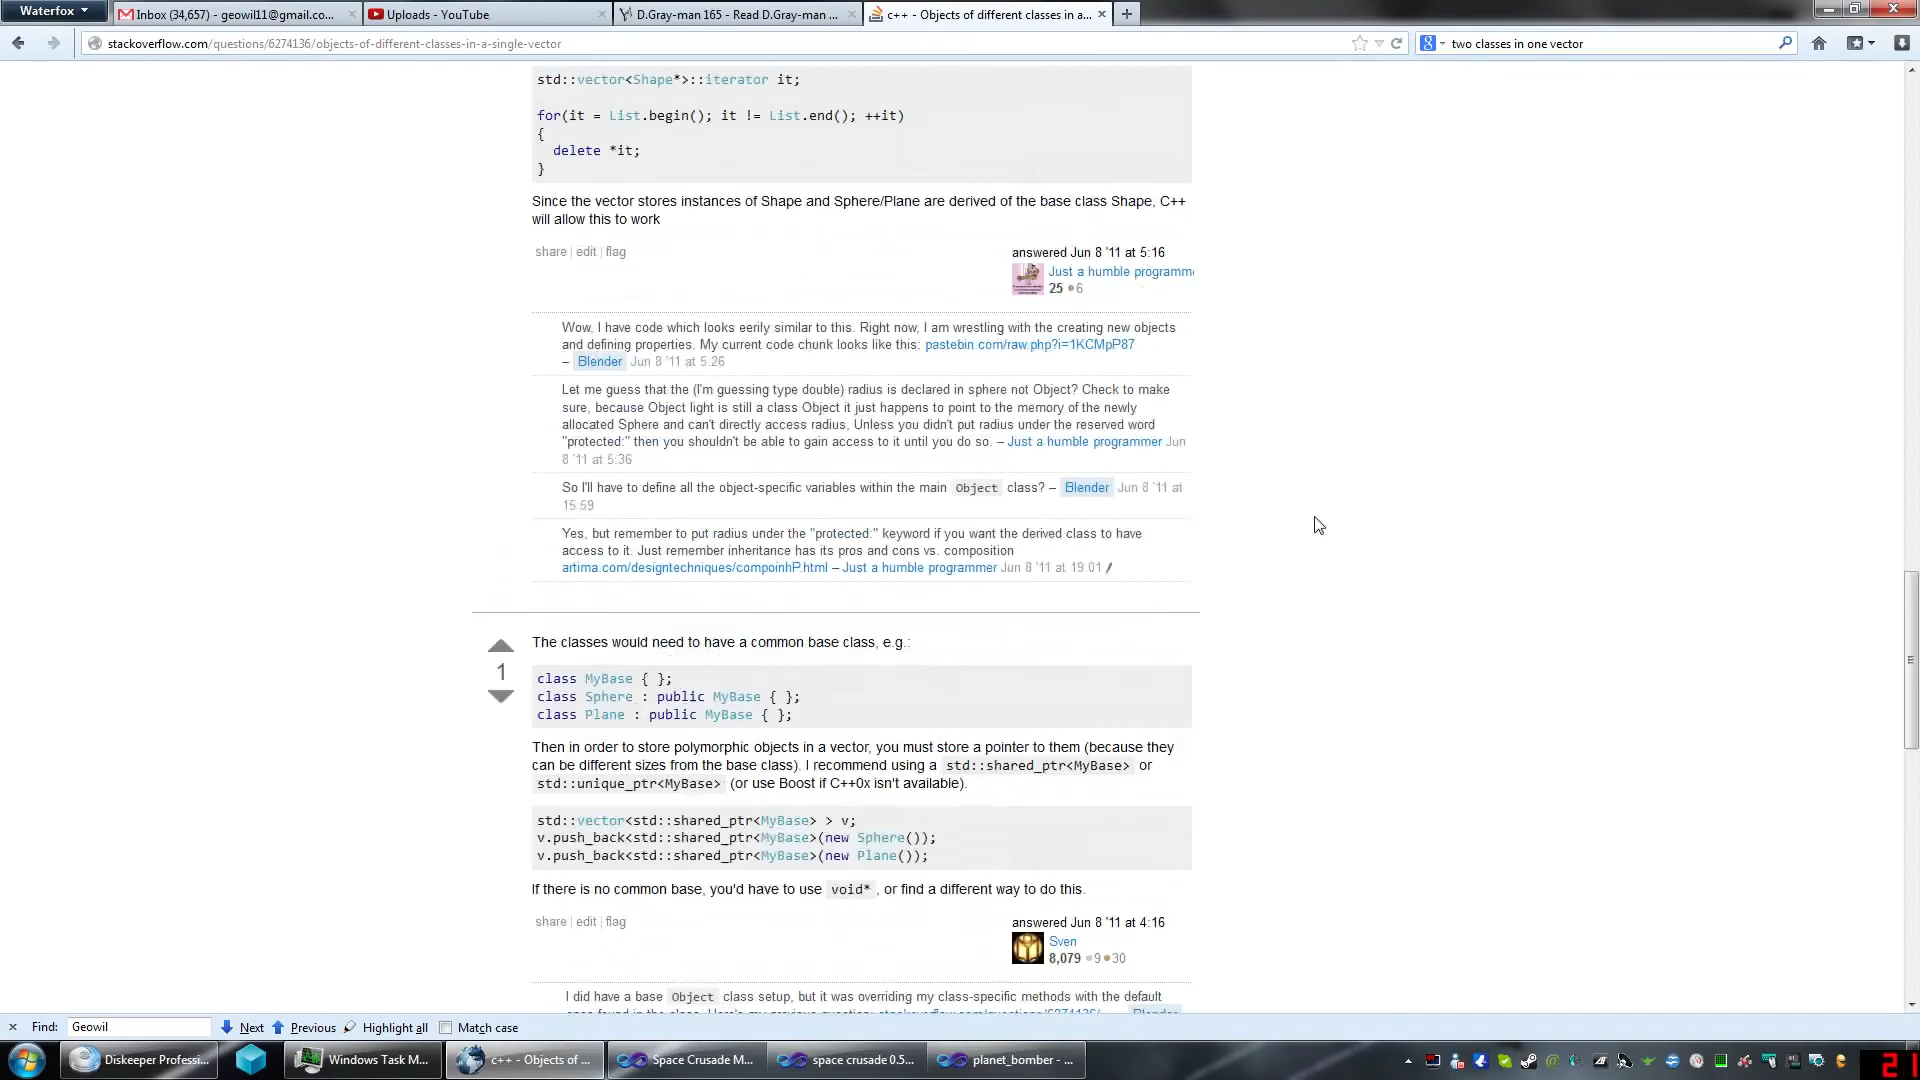 Waterfox
Inbox (34,657) - geowil11@gmail.co...
Uploads - YouTube
D.Gray-man 165 - Read D.Gray-man ...
c++ - Objects of different classes in a...
stackoverflow.com/questions/6274136/objects-of-different-classes-in-a-single-vector
two classes in one vector
std::vector<Shape*>::iterator it;
for(it = List.begin(); it != List.end(); ++it)
{
delete *it;
}
Since the vector stores instances of Shape and Sphere/Plane are derived of the base class Shape, C++
will allow this to work
share | edit | flag
answered Jun 8 '11 at 5:16
Just a humble programme
25 6
Wow, I have code which looks eerily similar to this. Right now, I am wrestling with the creating new objects
and defining properties. My current code chunk looks like this: pastebin.com/raw.php?i=1KCMpP87
– Blender Jun 8 '11 at 5:26
Let me guess that the (I'm guessing type double) radius is declared in sphere not Object? Check to make
sure, because Object light is still a class Object it just happens to point to the memory of the newly
allocated Sphere and can't directly access radius. Unless you didn't put radius under the reserved word
"protected:" then you shouldn't be able to gain access to it until you do so. – Just a humble programmer Jun
8 '11 at 5:36
So I'll have to define all the object-specific variables within the main Object class? – Blender Jun 8 '11 at
15:59
Yes, but remember to put radius under the "protected:" keyword if you want the derived class to have
access to it. Just remember inheritance has its pros and cons vs. composition
artima.com/designtechniques/compoinhP.html – Just a humble programmer Jun 8 '11 at 19:01
The classes would need to have a common base class, e.g.:
1
class MyBase { };
class Sphere : public MyBase { };
class Plane : public MyBase { };
Then in order to store polymorphic objects in a vector, you must store a pointer to them (because they
can be different sizes from the base class). I recommend using a std::shared_ptr<MyBase> or
std::unique_ptr<MyBase> (or use Boost if C++0x isn't available).
std::vector<std::shared_ptr<MyBase> > v;
v.push_back<std::shared_ptr<MyBase>(new Sphere());
v.push_back<std::shared_ptr<MyBase>(new Plane());
If there is no common base, you'd have to use void*, or find a different way to do this.
share | edit | flag
answered Jun 8 '11 at 4:16
Sven
8,079 9 30
I did have a base Object class setup, but it was overriding my class-specific methods with the default
Find: Geowil Next Previous Highlight all Match case
Diskeeper Professi...
Windows Task M...
c++ - Objects of ...
Space Crusade M...
space crusade 0.5...
planet_bomber - ...
21